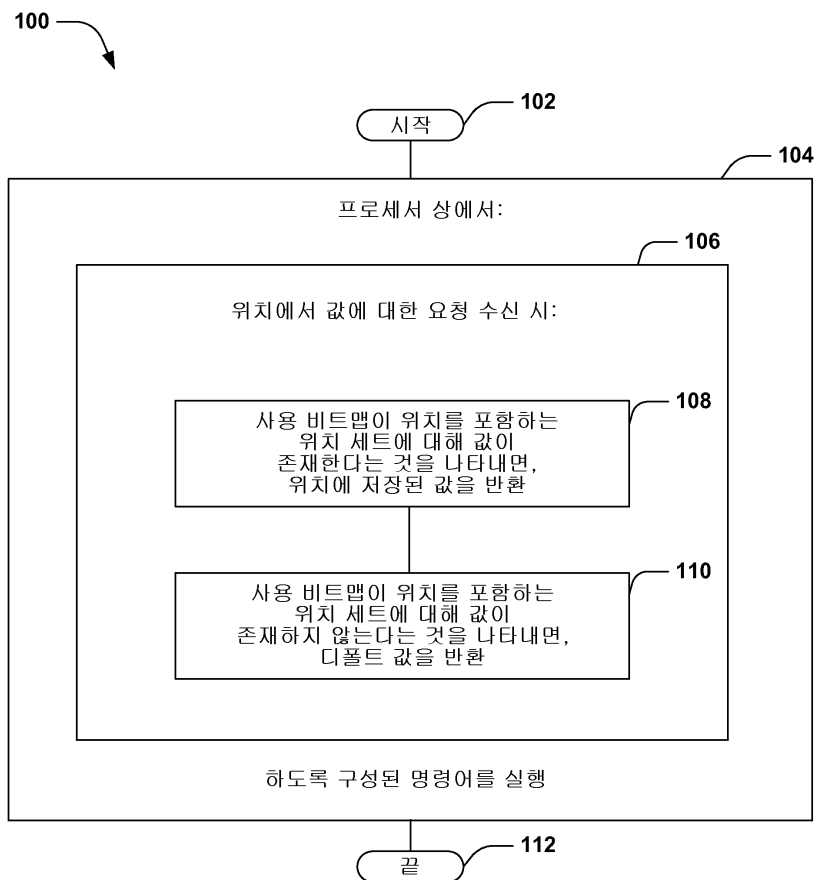 100
102
시작
104
프로세서 상에서:
106
위치에서 값에 대한 요청 수신 시:
108
사용 비트맵이 위치를 포함하는
위치 세트에 대해 값이
존재한다는 것을 나타내면,
위치에 저장된 값을 반환
110
사용 비트맵이 위치를 포함하는
위치 세트에 대해 값이
존재하지 않는다는 것을 나타내면,
디폴트 값을 반환
하도록 구성된 명령어를 실행
끝
112